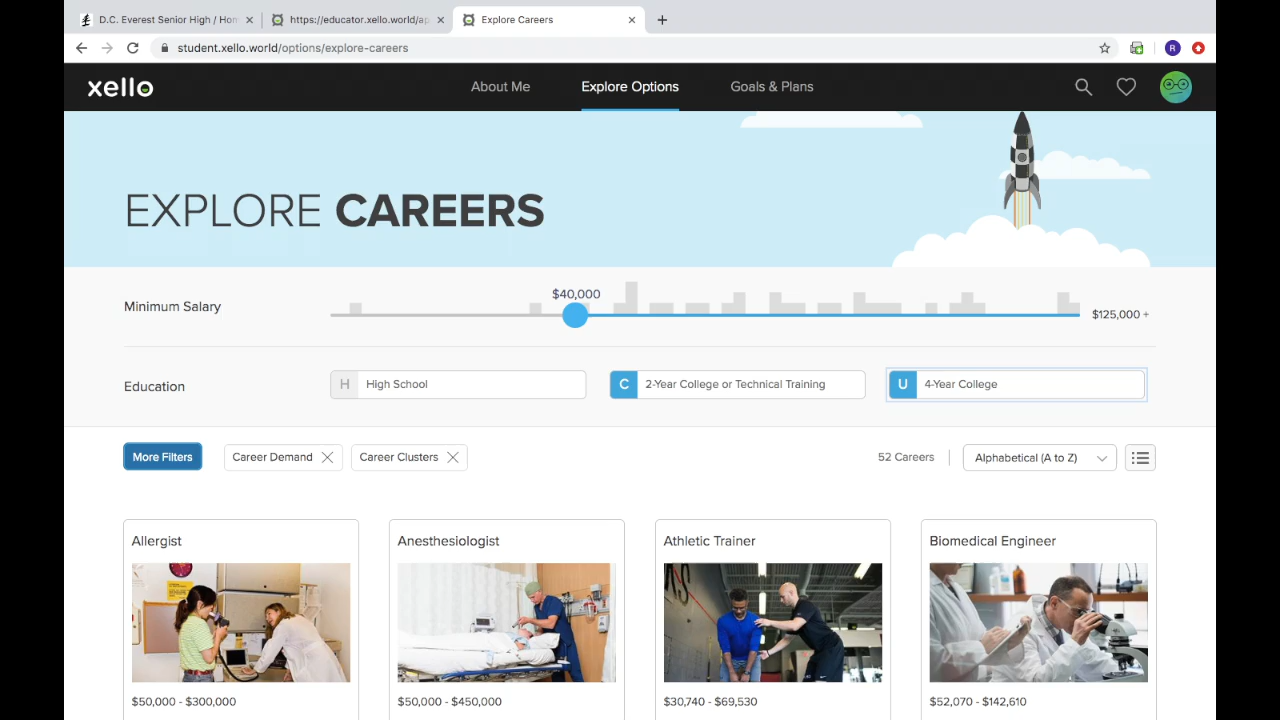 D.C. Everest Senior High / Hon
https://educator.xello.world/ap
Explore Careers
student.xello.world/options/explore-careers
R
xello
About Me
Explore Options
Goals & Plans
EXPLORE CAREERS
Minimum Salary
$40,000
$125,000 +
Education
H High School
C 2-Year College or Technical Training
U 4-Year College
More Filters
Career Demand
Career Clusters
52 Careers
Alphabetical (A to Z)
Allergist
Anesthesiologist
Athletic Trainer
Biomedical Engineer
$50,000 - $300,000
$50,000 - $450,000
$30,740 - $69,530
$52,070 - $142,610